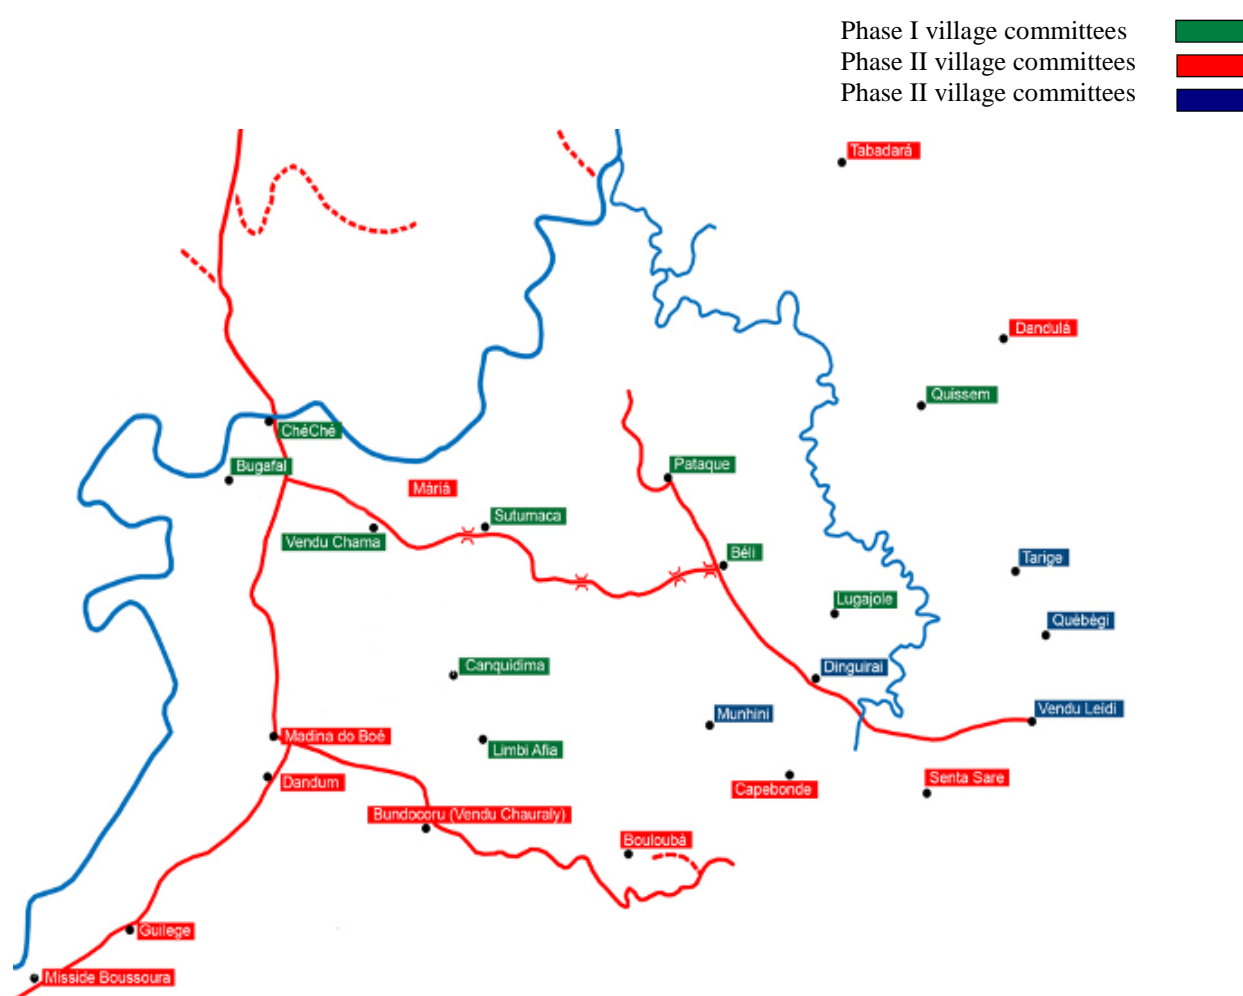 Phase I village committees
Phase II village committees
Phase II village committees
Tabadará
Dandulá
Quissem
ChéChé
Bugafal
Pataque
Máriá
Sutumaca
Vendu Chama
Béli
Tarige
Lugajole
Quèbègi
Canquidima
Dinguirai
Munhini
Vendu Leidi
Madina do Boé
Limbi Afia
Dandum
Senta Sare
Capebonde
Bundocoru (Vendu Chauraly)
Bouloubà
Guilege
Misside Boussoura